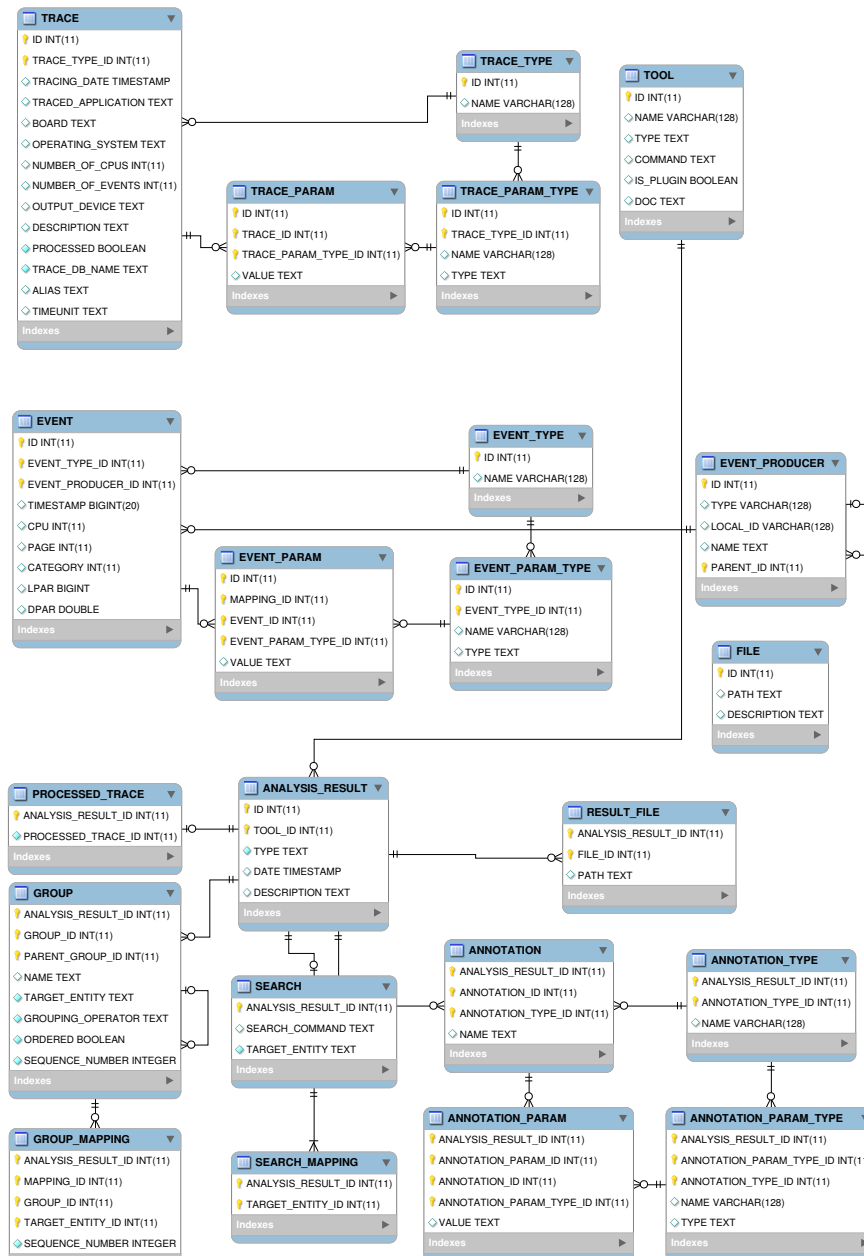 TRACE
ID INT(11)
TRACE_TYPE_ID INT(11)
TRACING_DATE TIMESTAMP
TRACED_APPLICATION TEXT
BOARD TEXT
OPERATING_SYSTEM TEXT
NUMBER_OF_CPUS INT(11)
NUMBER_OF_EVENTS INT(11)
OUTPUT_DEVICE TEXT
DESCRIPTION TEXT
PROCESSED BOOLEAN
TRACE_DB_NAME TEXT
ALIAS TEXT
TIMEUNIT TEXT
Indexes
TRACE_TYPE
ID INT(11)
NAME VARCHAR(128)
Indexes
TOOL
ID INT(11)
NAME VARCHAR(128)
TYPE TEXT
COMMAND TEXT
IS_PLUGIN BOOLEAN
DOC TEXT
Indexes
TRACE_PARAM
ID INT(11)
TRACE_ID INT(11)
TRACE_PARAM_TYPE_ID INT(11)
VALUE TEXT
Indexes
TRACE_PARAM_TYPE
ID INT(11)
TRACE_TYPE_ID INT(11)
NAME VARCHAR(128)
TYPE TEXT
Indexes
EVENT
ID INT(11)
EVENT_TYPE_ID INT(11)
EVENT_PRODUCER_ID INT(11)
TIMESTAMP BIGINT(20)
CPU INT(11)
PAGE INT(11)
CATEGORY INT(11)
LPAR BIGINT
DPAR DOUBLE
Indexes
EVENT_TYPE
ID INT(11)
NAME VARCHAR(128)
Indexes
EVENT_PRODUCER
ID INT(11)
TYPE VARCHAR(128)
LOCAL_ID VARCHAR(128)
NAME TEXT
PARENT_ID INT(11)
Indexes
EVENT_PARAM
ID INT(11)
MAPPING_ID INT(11)
EVENT_ID INT(11)
EVENT_PARAM_TYPE_ID INT(11)
VALUE TEXT
Indexes
EVENT_PARAM_TYPE
ID INT(11)
EVENT_TYPE_ID INT(11)
NAME VARCHAR(128)
TYPE TEXT
Indexes
FILE
ID INT(11)
PATH TEXT
DESCRIPTION TEXT
Indexes
PROCESSED_TRACE
ANALYSIS_RESULT_ID INT(11)
PROCESSED_TRACE_ID INT(11)
Indexes
ANALYSIS_RESULT
ID INT(11)
TOOL_ID INT(11)
TYPE TEXT
DATE TIMESTAMP
DESCRIPTION TEXT
Indexes
RESULT_FILE
ANALYSIS_RESULT_ID INT(11)
FILE_ID INT(11)
PATH TEXT
Indexes
GROUP
ANALYSIS_RESULT_ID INT(11)
GROUP_ID INT(11)
PARENT_GROUP_ID INT(11)
NAME TEXT
TARGET_ENTITY TEXT
GROUPING_OPERATOR TEXT
ORDERED BOOLEAN
SEQUENCE_NUMBER INTEGER
Indexes
SEARCH
ANALYSIS_RESULT_ID INT(11)
SEARCH_COMMAND TEXT
TARGET_ENTITY TEXT
Indexes
ANNOTATION
ANALYSIS_RESULT_ID INT(11)
ANNOTATION_ID INT(11)
ANNOTATION_TYPE_ID INT(11)
NAME TEXT
Indexes
ANNOTATION_TYPE
ANALYSIS_RESULT_ID INT(11)
ANNOTATION_TYPE_ID INT(11)
NAME VARCHAR(128)
Indexes
GROUP_MAPPING
ANALYSIS_RESULT_ID INT(11)
MAPPING_ID INT(11)
GROUP_ID INT(11)
TARGET_ENTITY_ID INT(11)
SEQUENCE_NUMBER INTEGER
SEARCH_MAPPING
ANALYSIS_RESULT_ID INT(11)
TARGET_ENTITY_ID INT(11)
Indexes
ANNOTATION_PARAM
ANALYSIS_RESULT_ID INT(11)
ANNOTATION_PARAM_ID INT(11)
ANNOTATION_ID INT(11)
ANNOTATION_PARAM_TYPE_ID INT(11)
VALUE TEXT
Indexes
ANNOTATION_PARAM_TYPE
ANALYSIS_RESULT_ID INT(11)
ANNOTATION_PARAM_TYPE_ID INT(11
ANNOTATION_TYPE_ID INT(11)
NAME VARCHAR(128)
TYPE TEXT
Indexes